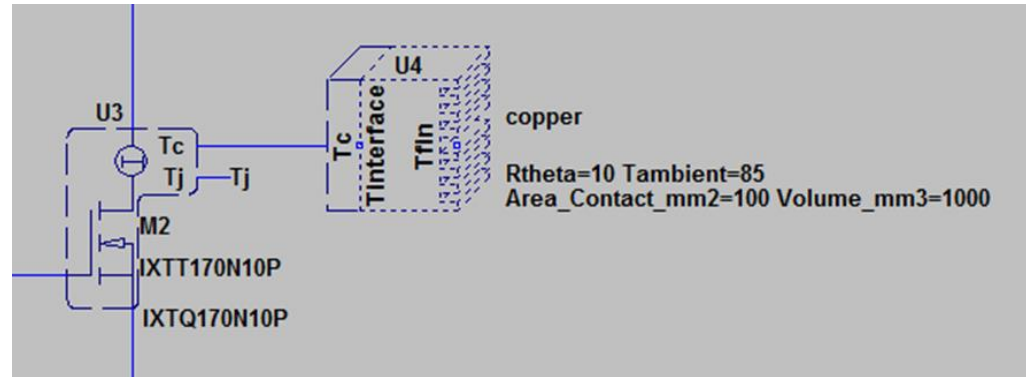 U4
U3
copper
Tc
Tc
TInterface
Tfin
Tj
Tj
Rtheta=10 Tambient=85
Area_Contact_mm2=100 Volume_mm3=1000
M2
IXTT170N10P
IXTQ170N10P